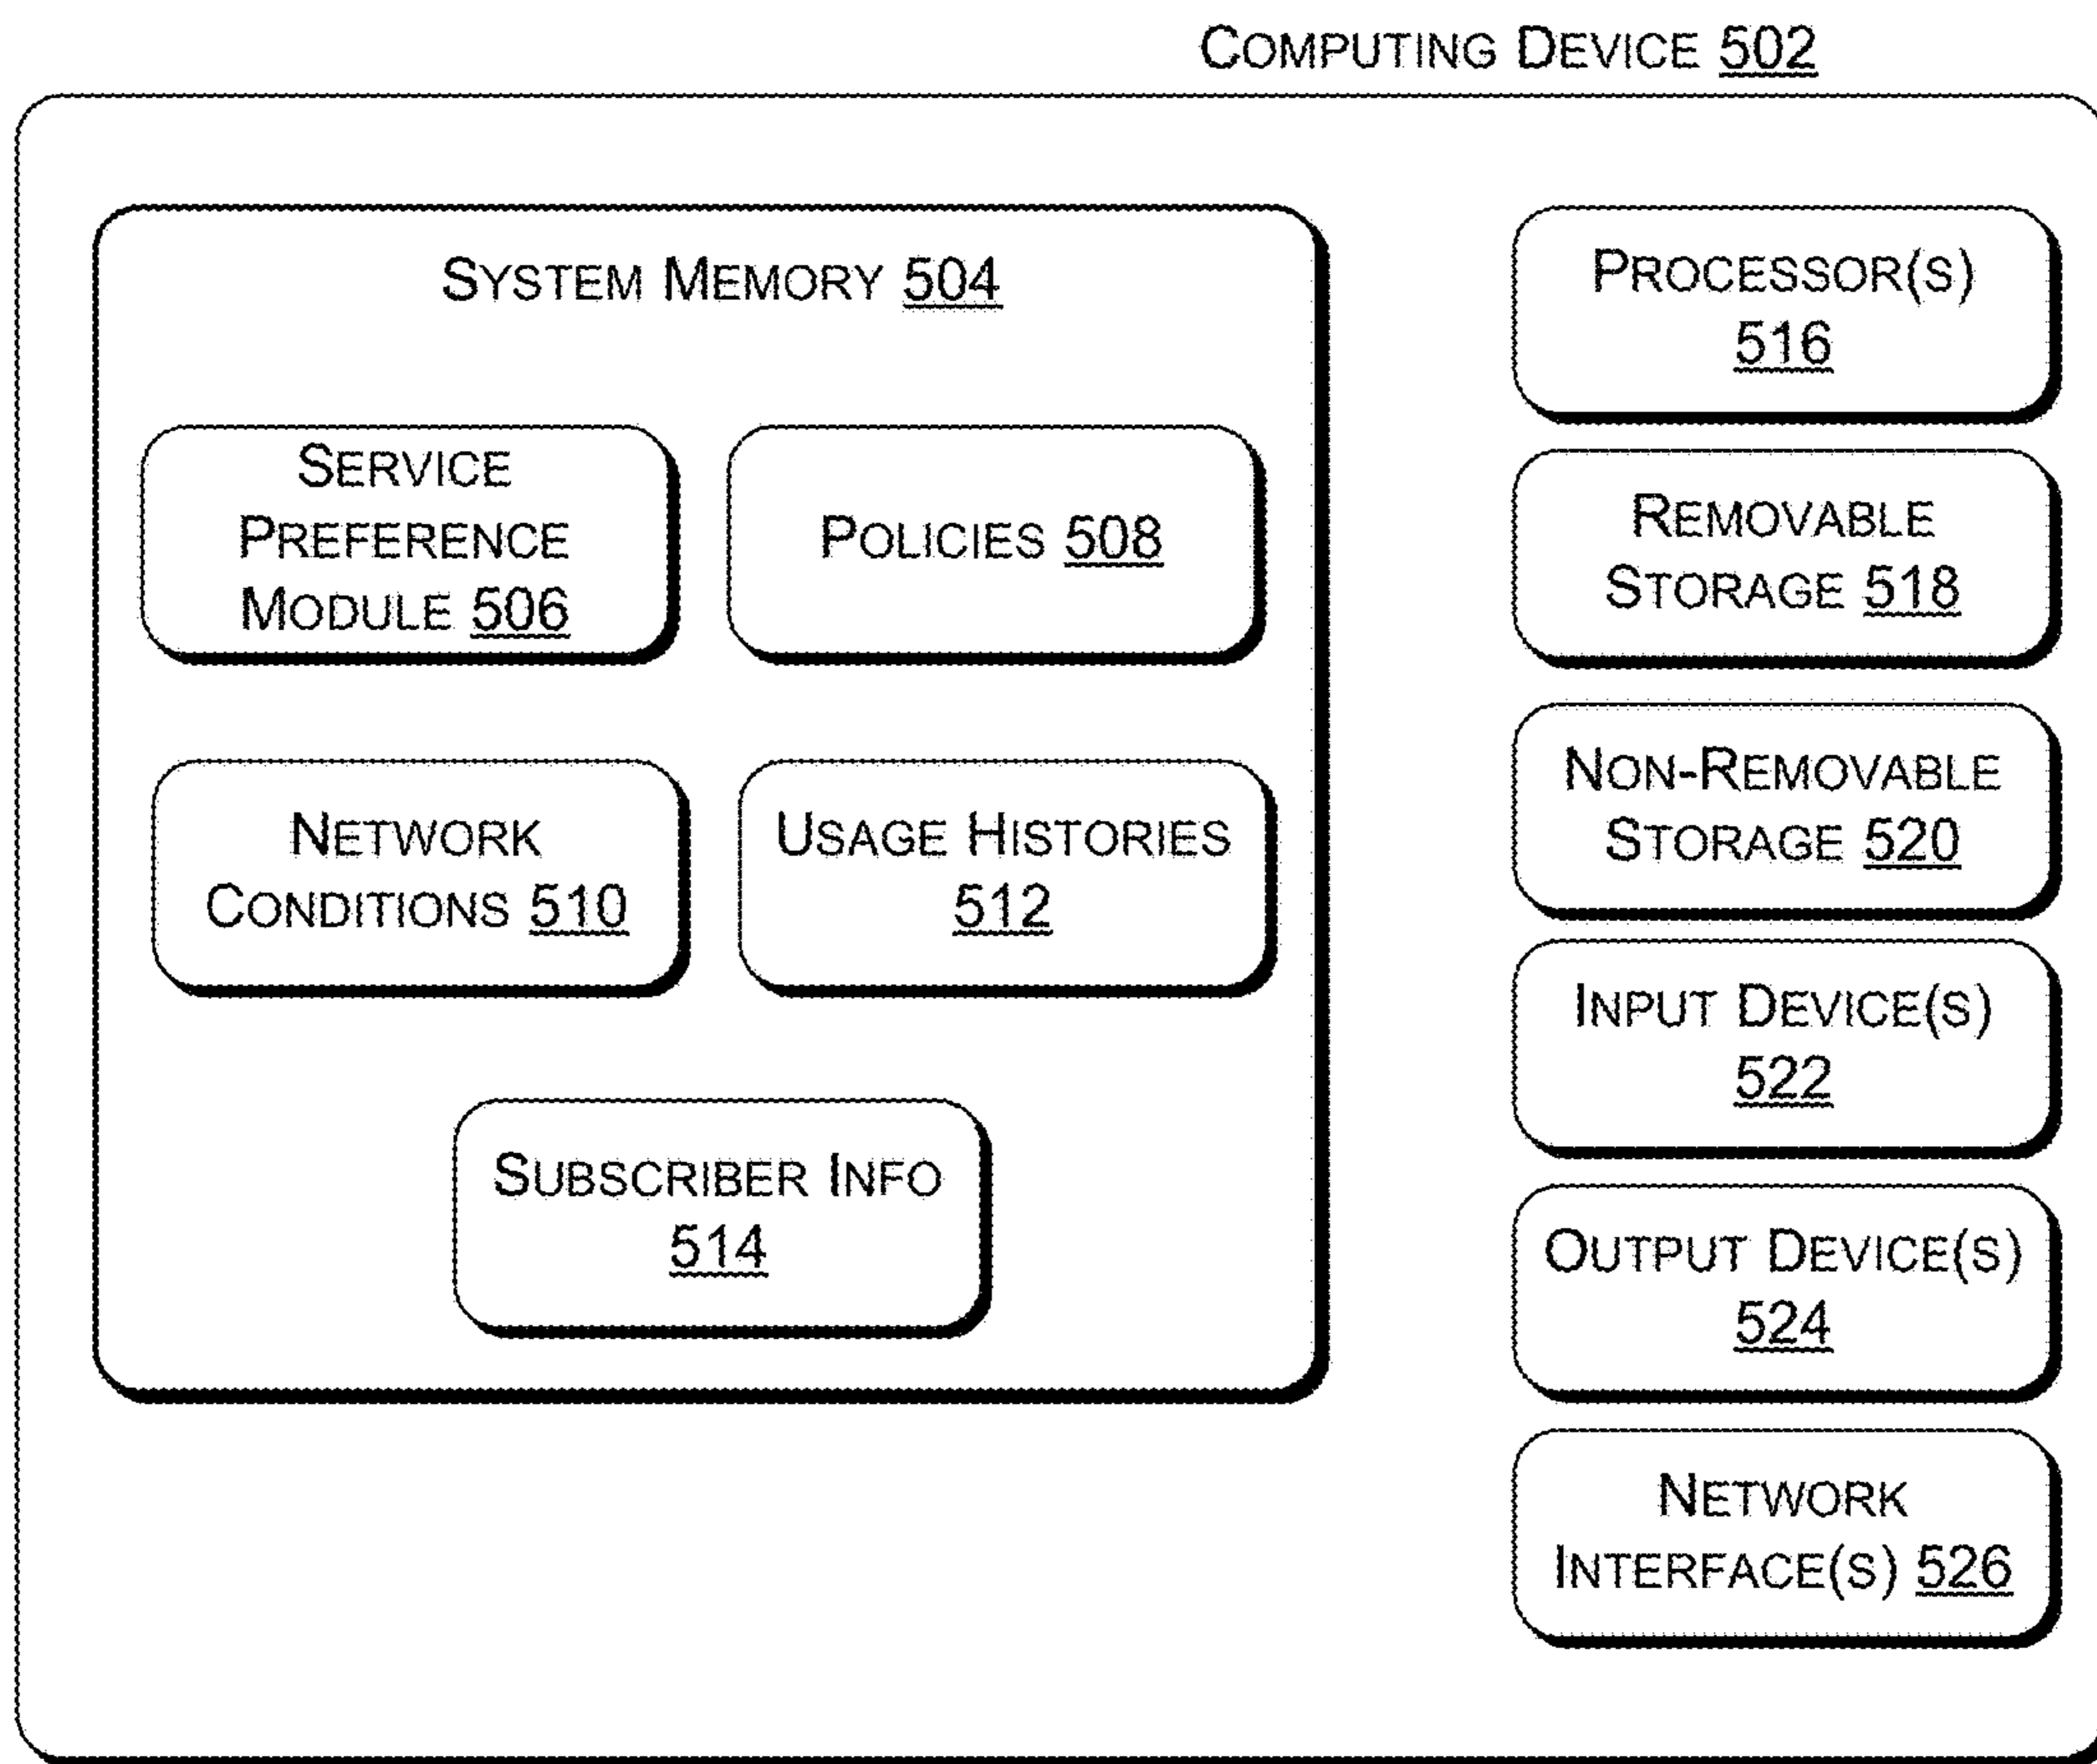 COMPUTING DEVICE 502
SYSTEM MEMORY 504
SERVICE
PREFERENCE
MODULE 506
POLICIES 508
NETWORK
CONDITIONS 510
USAGE HISTORIES
512
SUBSCRIBER INFO
514
PROCESSOR(S)
516
REMOVABLE
STORAGE 518
NON-REMOVABLE
STORAGE 520
INPUT DEVICE(S)
522
OUTPUT DEVICE(S)
524
NETWORK
INTERFACE(S) 526